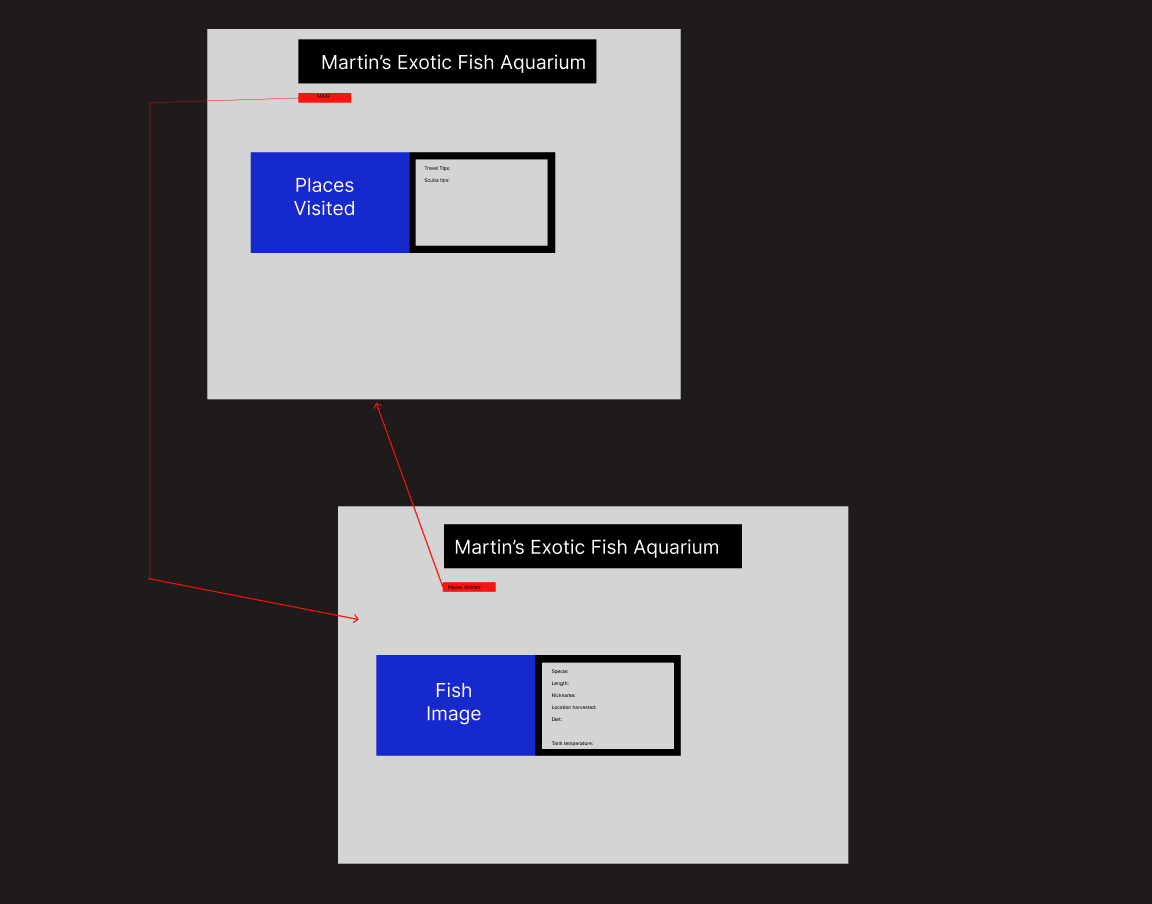 Martin’s Exotic Fish Aquarium
MAIN
Places
Visited
Travel Tips:
Scuba tips:
Martin’s Exotic Fish Aquarium
Places Visited
Fish
Image
Specie:
Length:
Nickname:
Location harvested:
Diet:
Tank temperature: